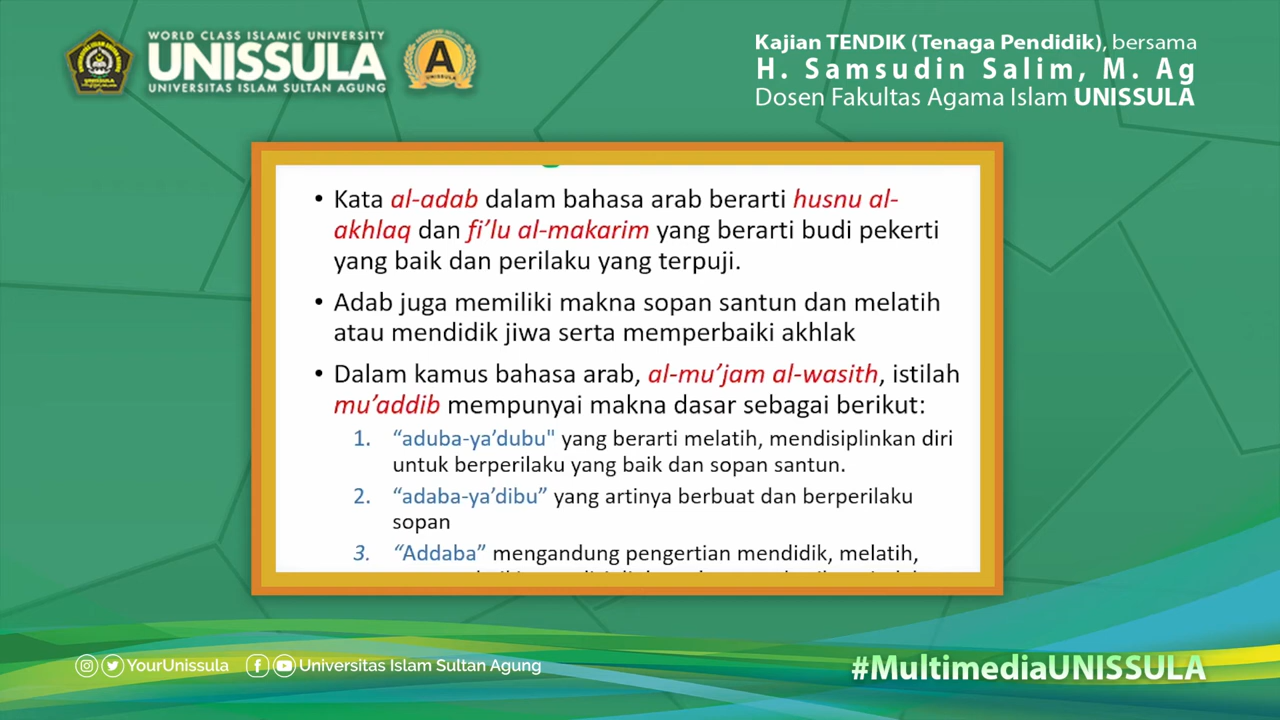 WORLD CLASS ISLAMIC UNIVERSITY
UNISSULA
UNIVERSITAS ISLAM SULTAN AGUNG
A
Kajian TENDIK (Tenaga Pendidik), bersama
H. Samsudin Salim, M. Ag
Dosen Fakultas Agama Islam UNISSULA
• Kata al-adab dalam bahasa arab berarti husnu al-
akhlaq dan fi’lu al-makarim yang berarti budi pekerti
yang baik dan perilaku yang terpuji.
• Adab juga memiliki makna sopan santun dan melatih
atau mendidik jiwa serta memperbaiki akhlak
• Dalam kamus bahasa arab, al-mu’jam al-wasith, istilah
mu’addib mempunyai makna dasar sebagai berikut:
1. “aduba-ya’dubu" yang berarti melatih, mendisiplinkan diri
untuk berperilaku yang baik dan sopan santun.
2. “adaba-ya’dibu” yang artinya berbuat dan berperilaku
sopan
3. “Addaba” mengandung pengertian mendidik, melatih,
YourUnissula
Universitas Islam Sultan Agung
#MultimediaUNISSULA